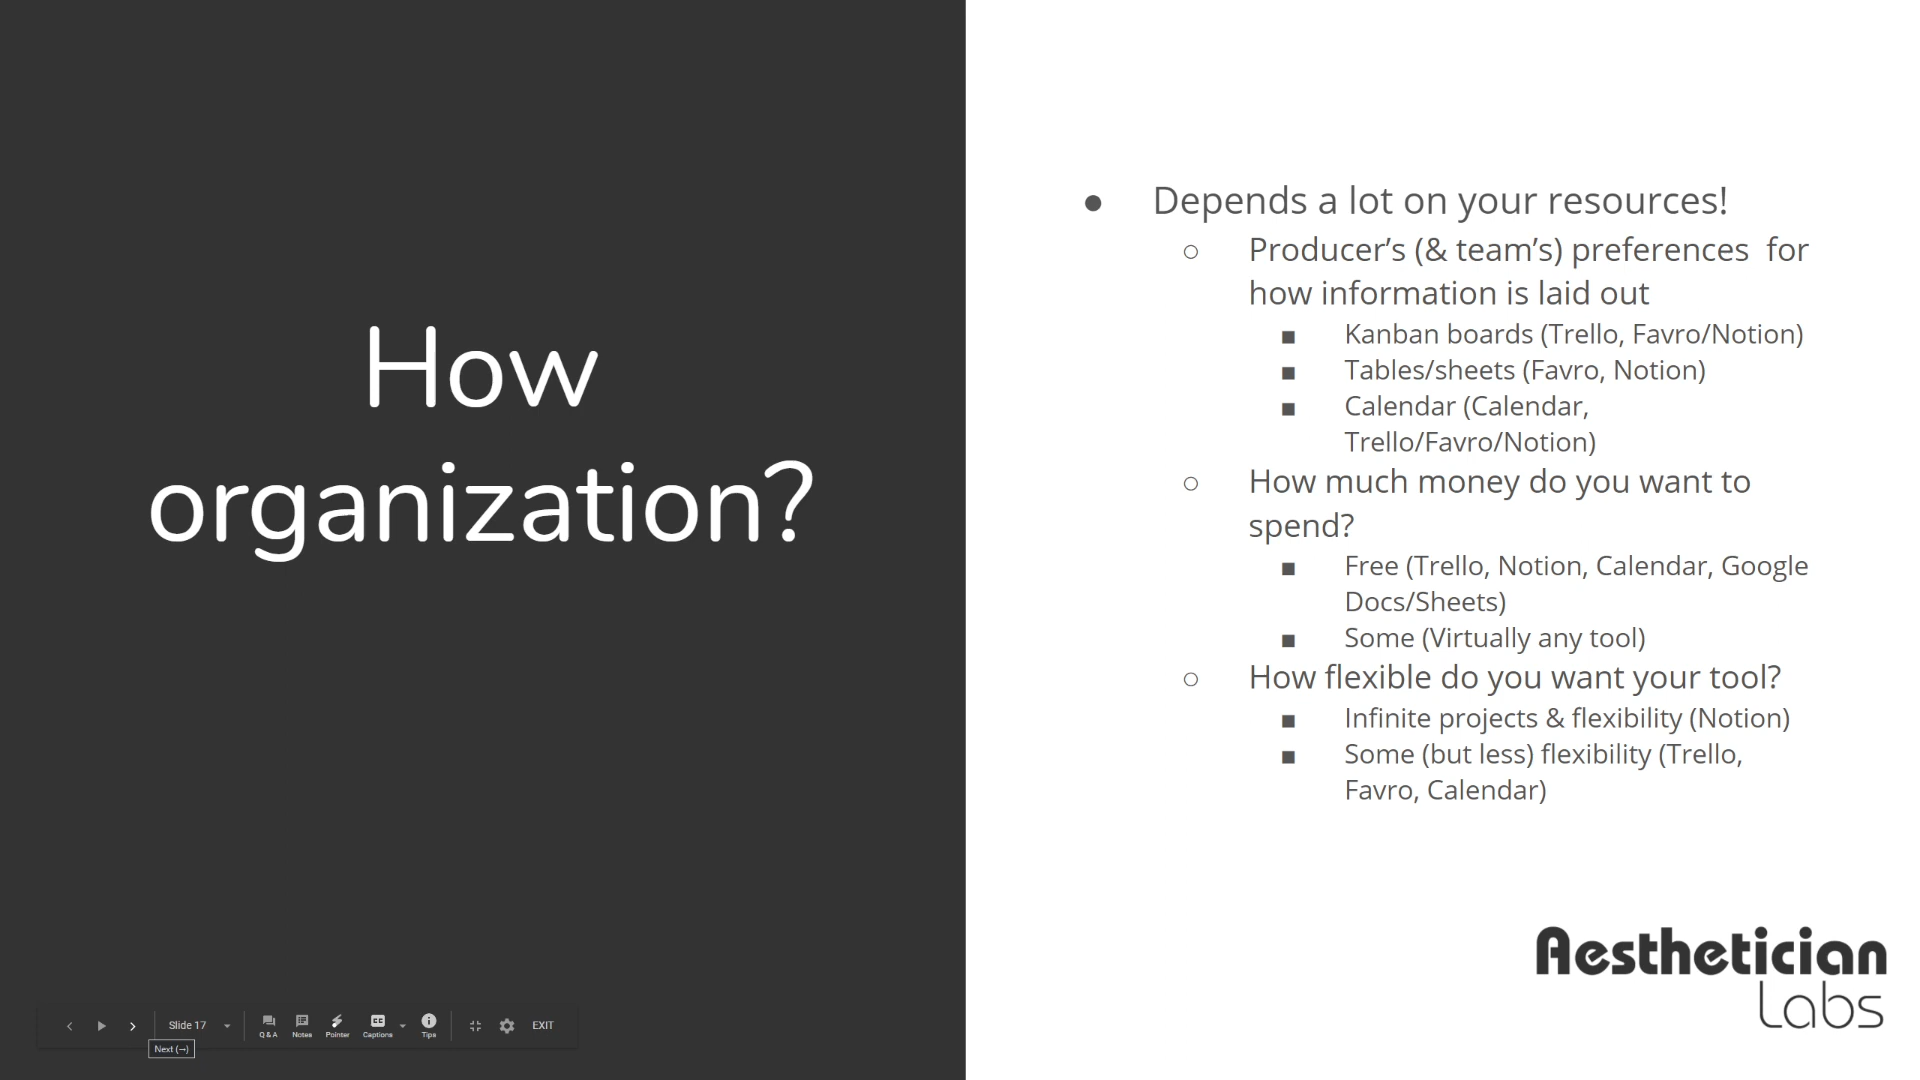 How
organization?
● Depends a lot on your resources!
○ Producer’s (& team’s) preferences  for
how information is laid out
■ Kanban boards (Trello, Favro/Notion)
■ Tables/sheets (Favro, Notion)
■ Calendar (Calendar,
Trello/Favro/Notion)
○ How much money do you want to
spend?
■ Free (Trello, Notion, Calendar, Google
Docs/Sheets)
■ Some (Virtually any tool)
○ How flexible do you want your tool?
■ Infinite projects & flexibility (Notion)
■ Some (but less) flexibility (Trello,
Favro, Calendar)
Aesthetician
Labs
Slide 17
Q & A Notes Pointer Captions Tips
EXIT
Next (→)